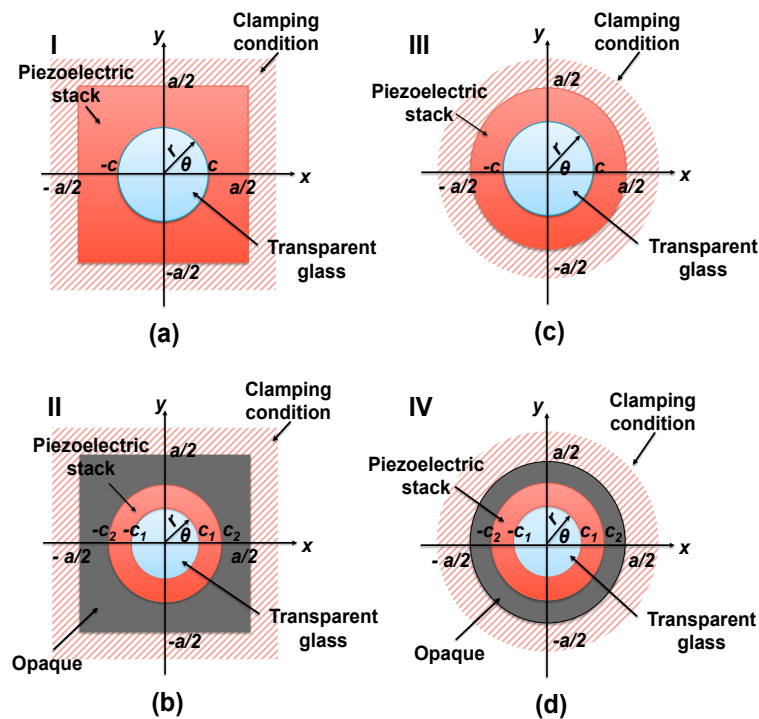 I
y
Clamping
condition
Piezoelectric
stack
a/2
r
θ
-c
c
- a/2
a/2
x
Transparent
glass
-a/2
(a)
III
y
Clamping
condition
Piezoelectric
stack
a/2
r
θ
-c
c
- a/2
a/2
x
Transparent
glass
-a/2
(c)
II
y
Clamping
condition
Piezoelectric
stack
a/2
r
θ
-c2 -c1
c1 c2
- a/2
a/2
x
Transparent
glass
Opaque
-a/2
(b)
IV
y
Clamping
condition
Piezoelectric
stack
a/2
r
θ
-c2 -c1
c1 c2
- a/2
a/2
x
Transparent
glass
Opaque
-a/2
(d)